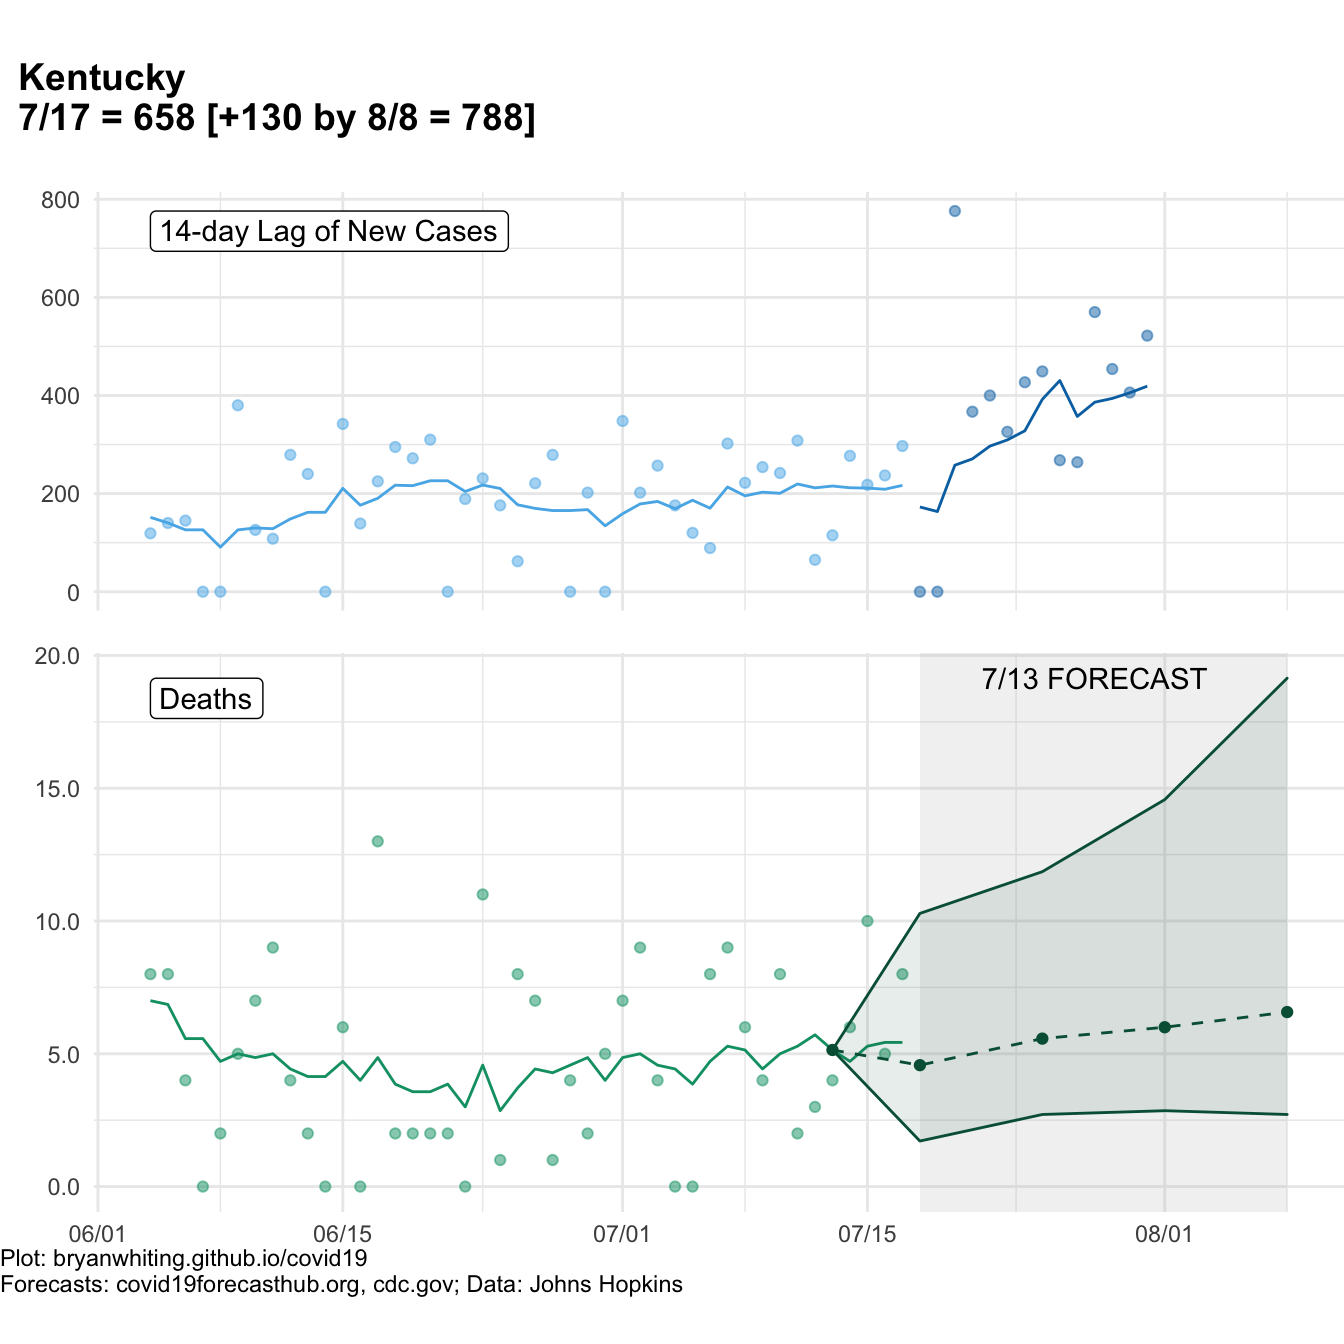 Kentucky
7/17 = 658 [+130 by 8/8 = 788]
800
14-day Lag of New Cases
600
400
200
0
20.0
7/13 FORECAST
Deaths
15.0
10.0
5.0
0.0
06/01 06/15 07/01 07/15 08/01
Plot: bryanwhiting.github.io/covid19
Forecasts: covid19forecasthub.org, cdc.gov; Data: Johns Hopkins